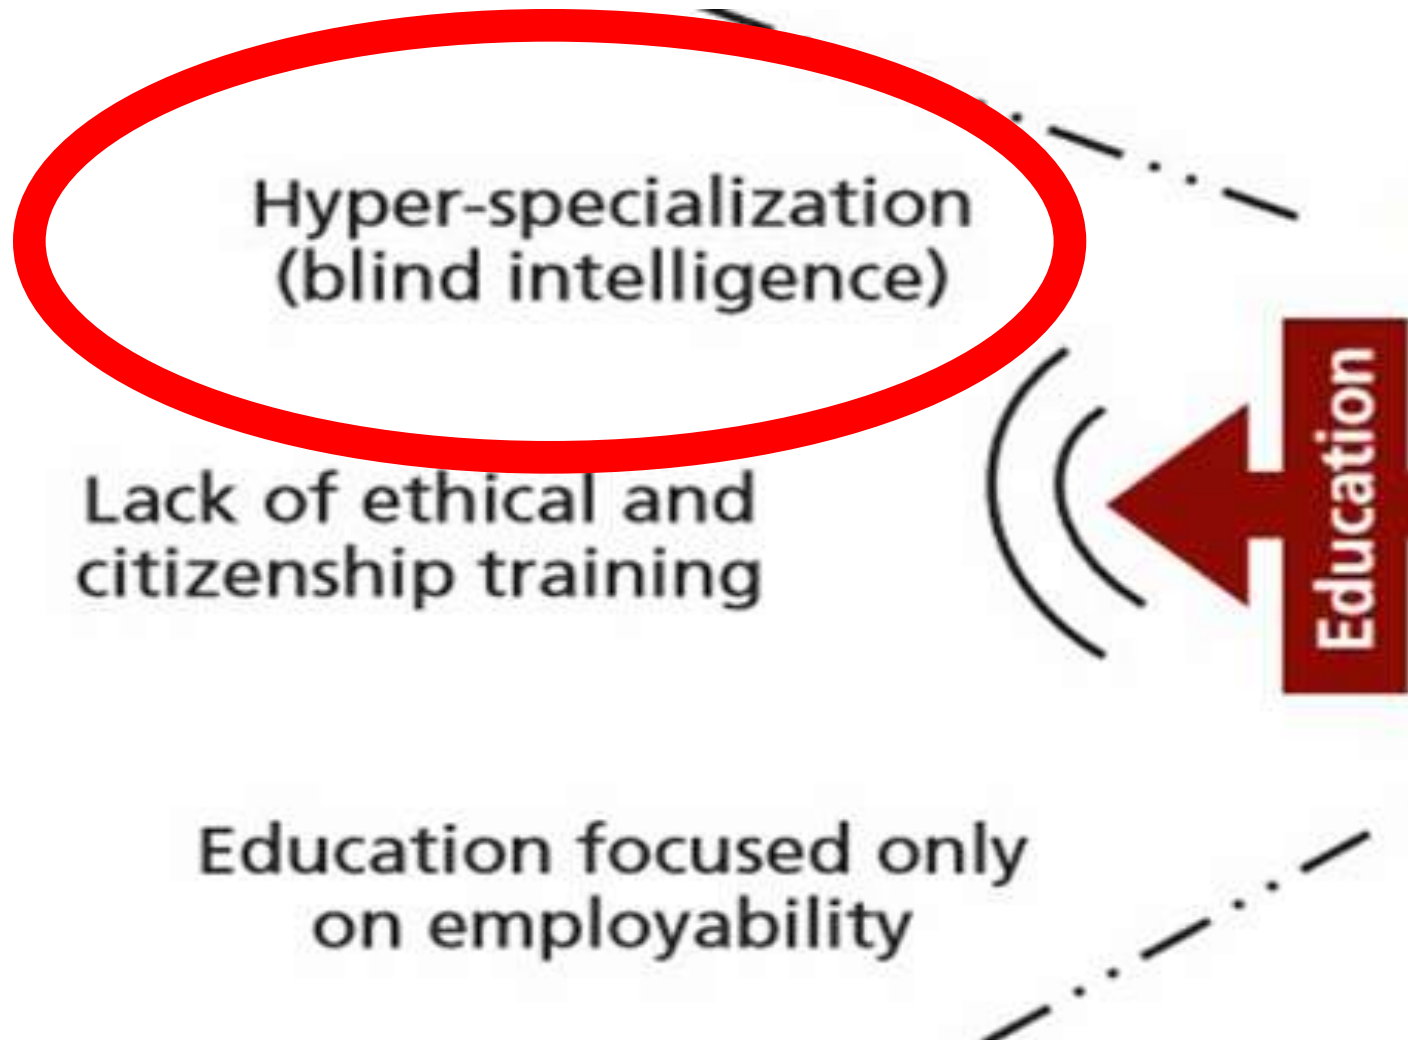 Hyper-specialization
(blind intelligence)
Lack of ethical and
citizenship training
Education
Education focused only
on employability